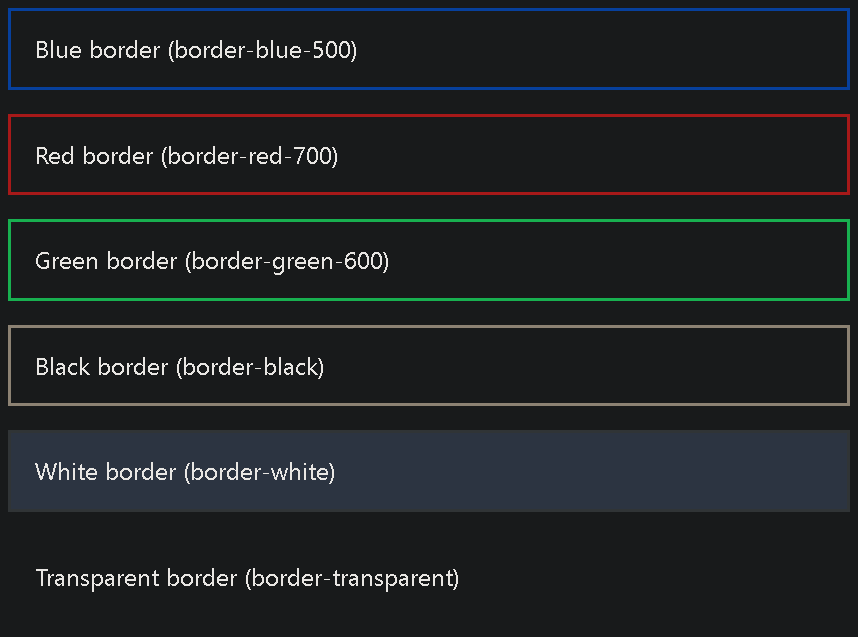 Blue border (border-blue-500)
Red border (border-red-700)
Green border (border-green-600)
Black border (border-black)
White border (border-white)
Transparent border (border-transparent)